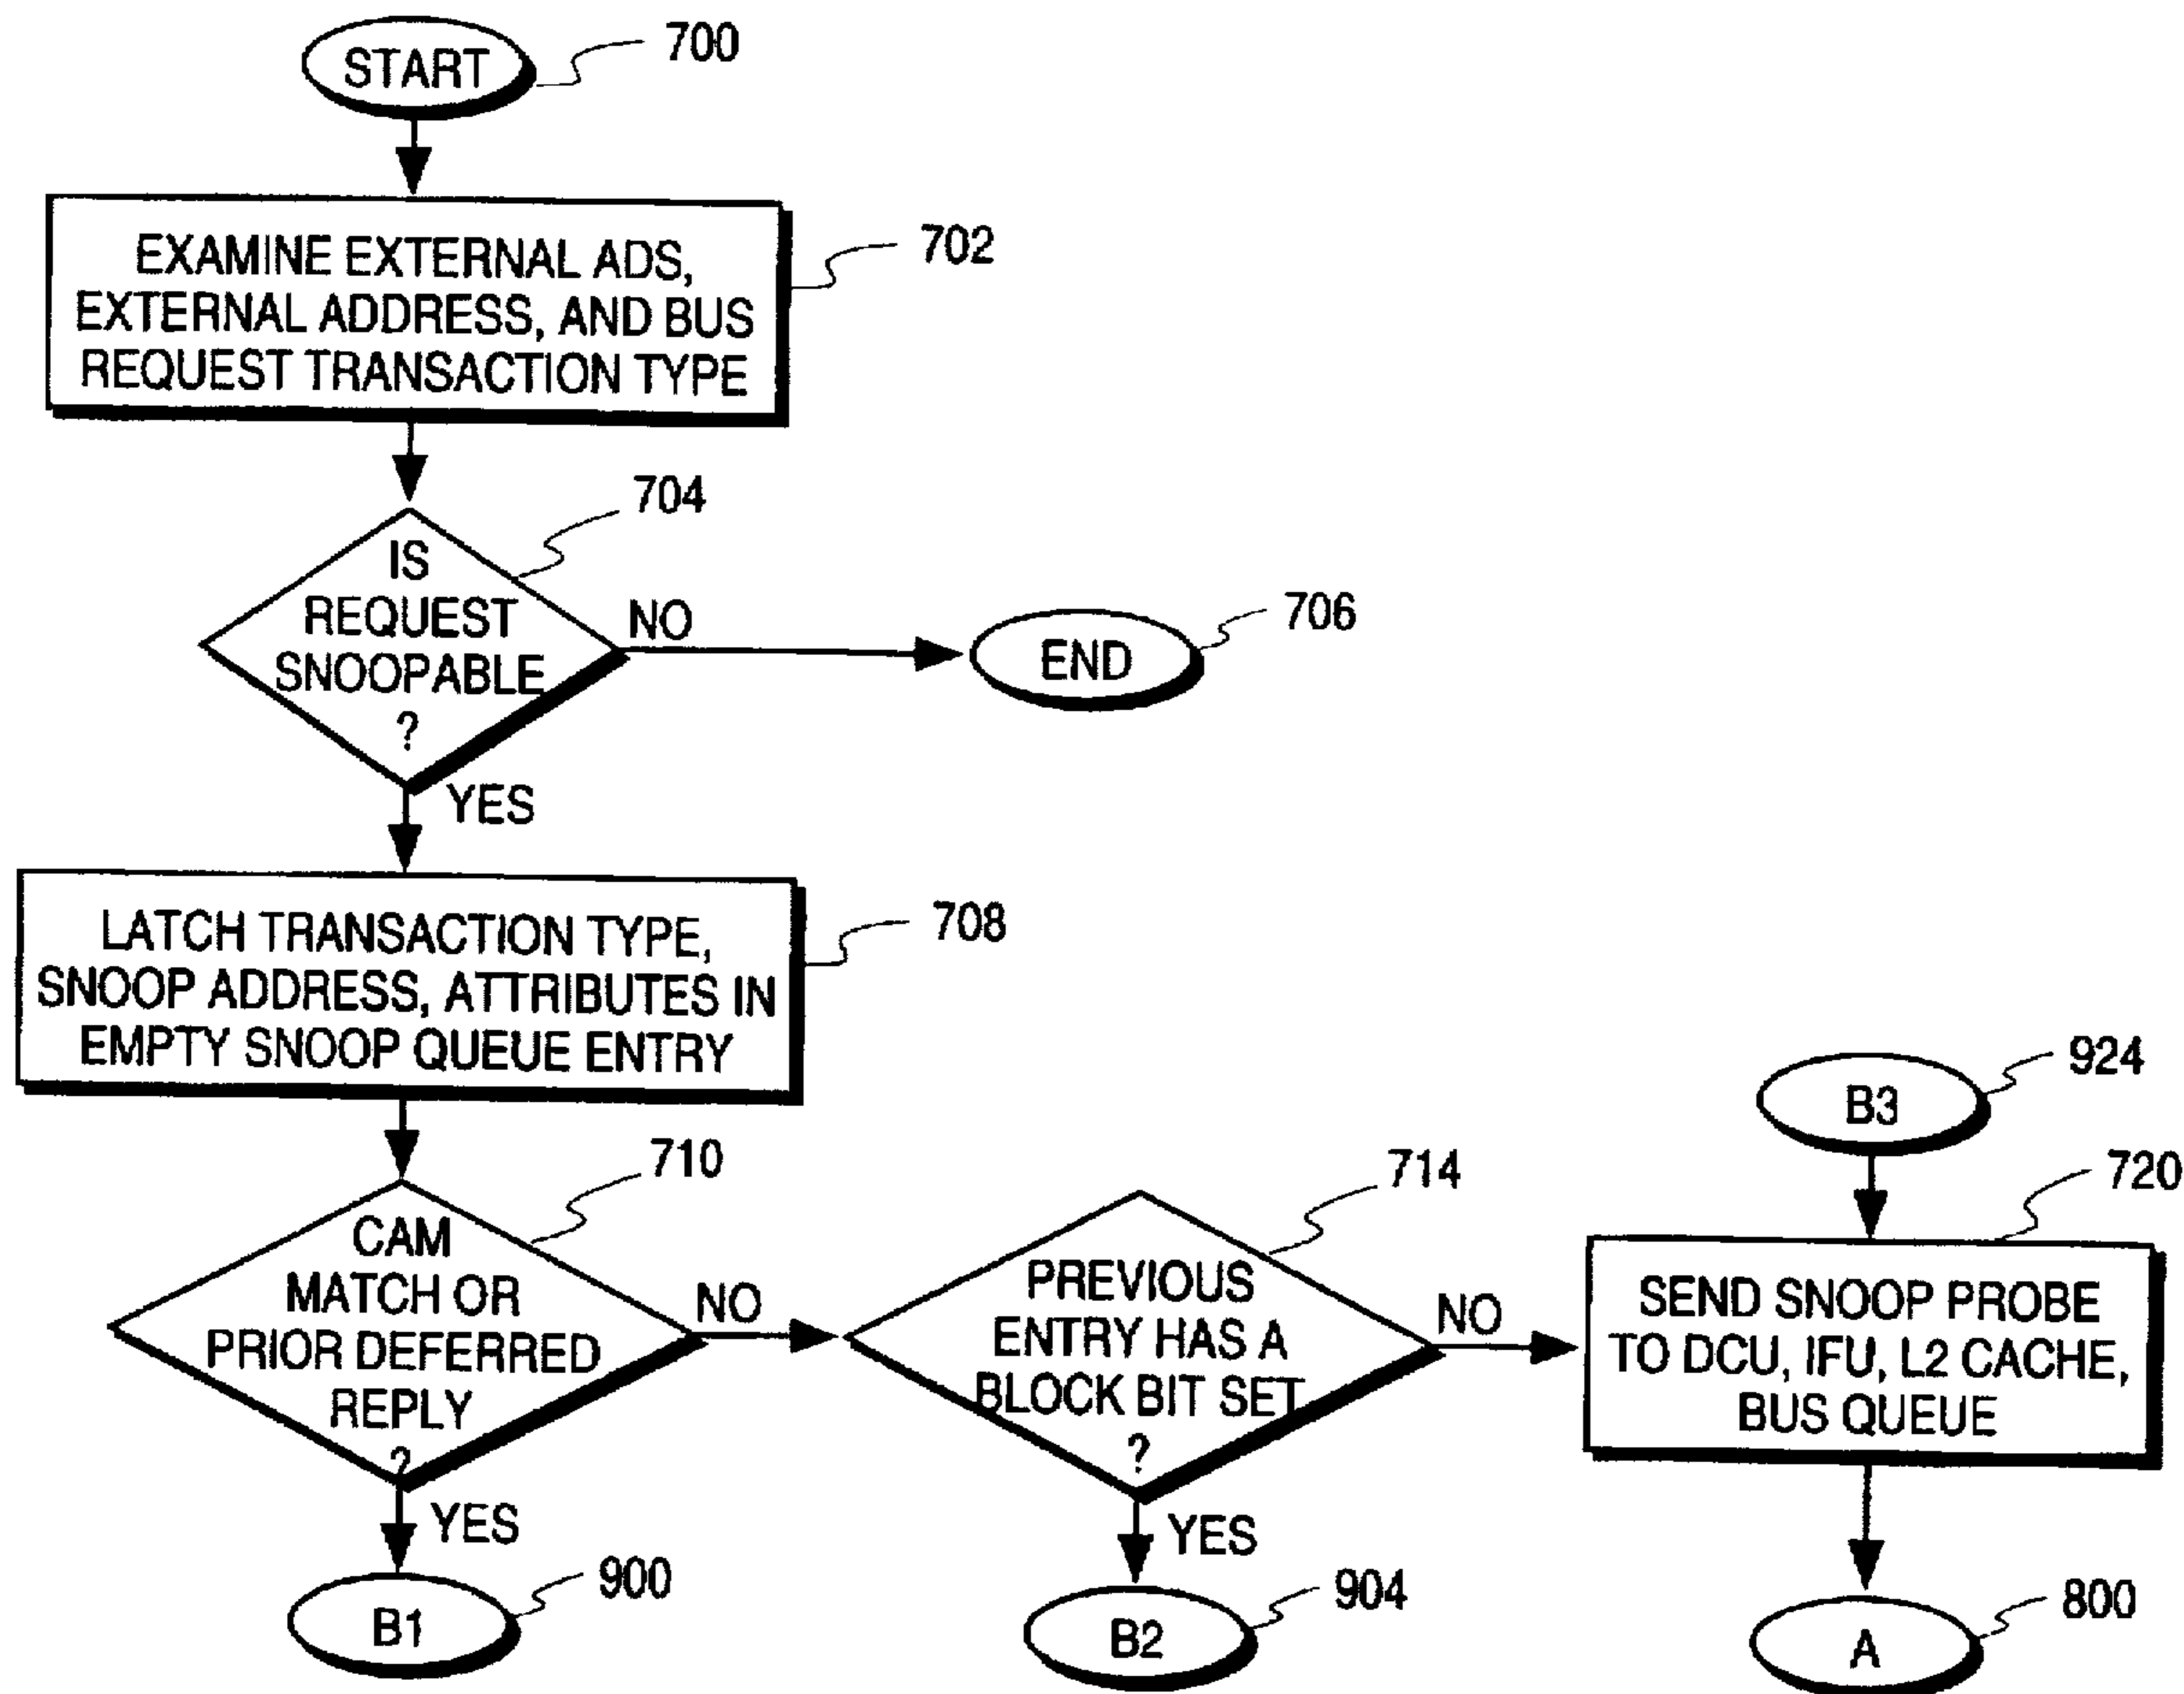 START
700
EXAMINE EXTERNAL ADS,
EXTERNAL ADDRESS, AND BUS
REQUEST TRANSACTION TYPE
702
IS
REQUEST
SNOOPABLE
?
704
NO
END
706
YES
LATCH TRANSACTION TYPE,
SNOOP ADDRESS, ATTRIBUTES IN
EMPTY SNOOP QUEUE ENTRY
708
CAM
MATCH OR
PRIOR DEFERRED
REPLY
?
710
NO
YES
B1
900
PREVIOUS
ENTRY HAS A
BLOCK BIT SET
?
714
NO
YES
B2
904
B3
924
SEND SNOOP PROBE
TO DCU, IFU, L2 CACHE,
BUS QUEUE
720
A
800